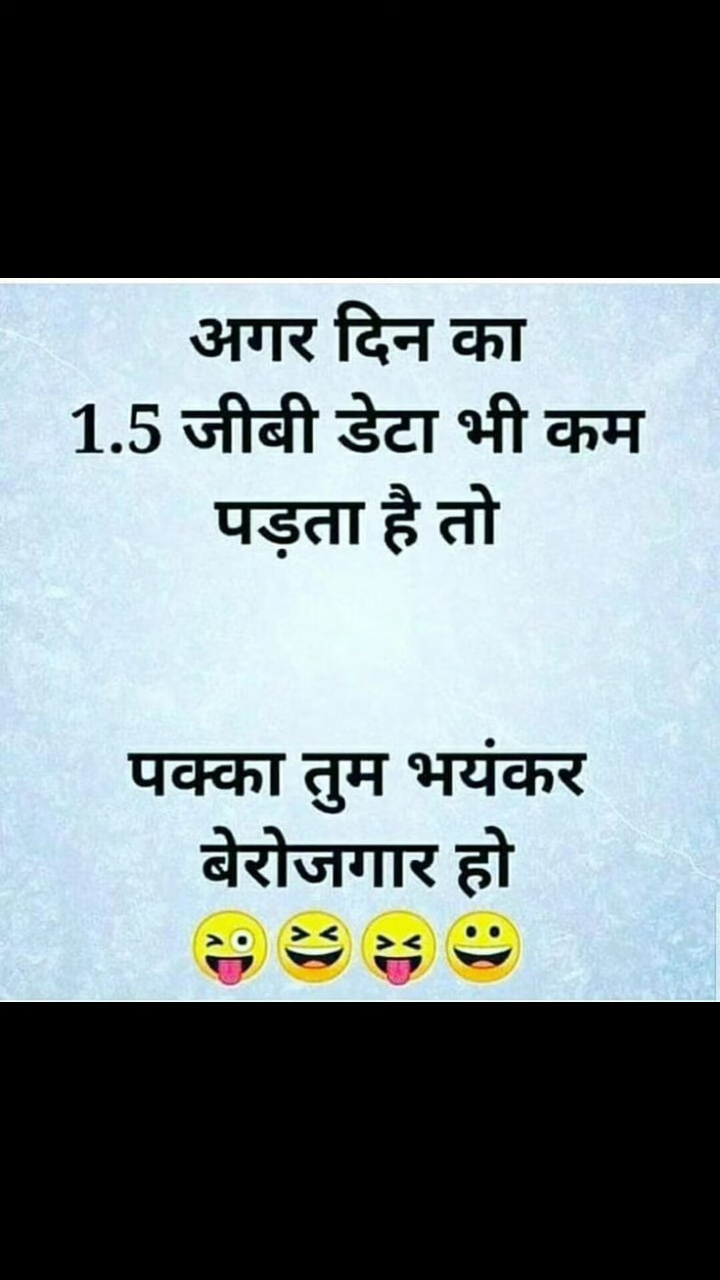 अगर दिन का
1.5 जीबी डेटा भी कम
पड़ता है तो
पक्का तुम भयंकर
बेरोजगार हो
😜😆😝😀